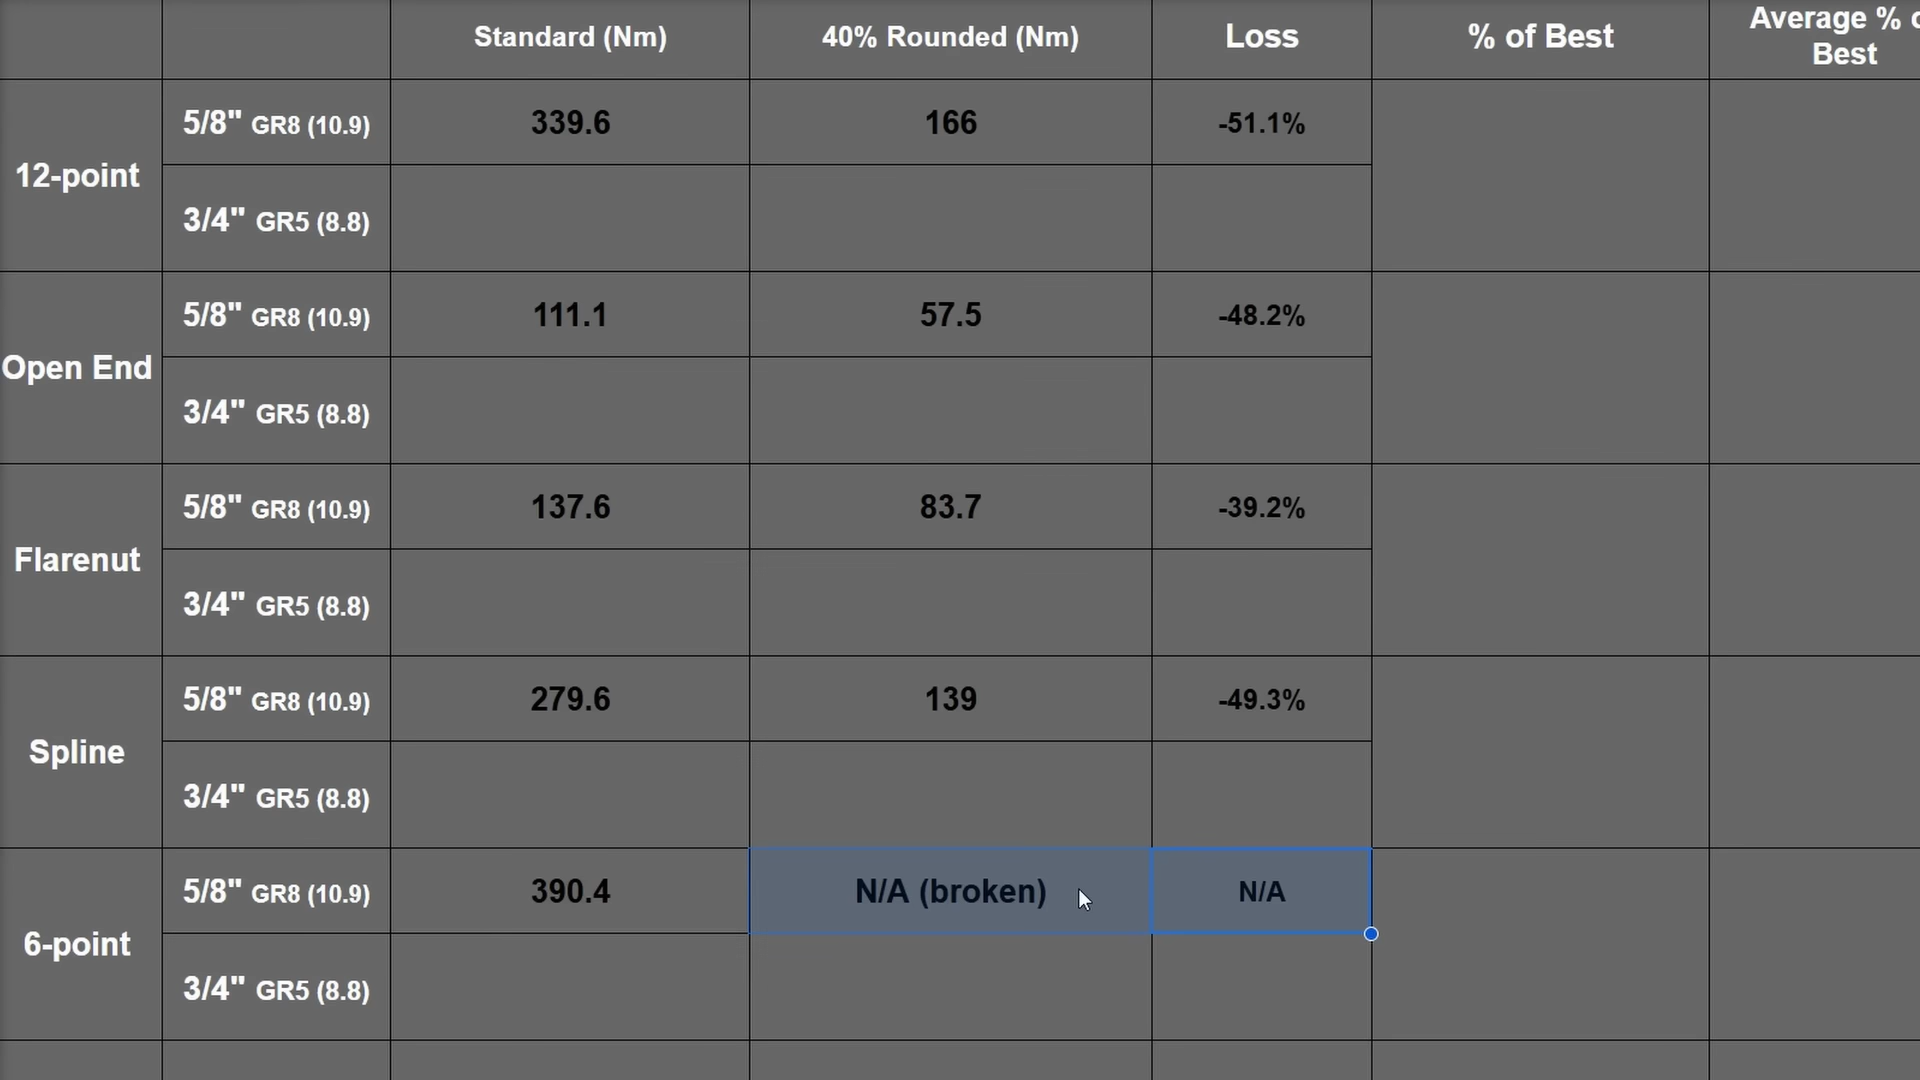 Standard (Nm) 40% Rounded (Nm) Loss % of Best Average %
Best
12-point
5/8" GR8 (10.9) 339.6 166 -51.1%
3/4" GR5 (8.8)
Open End
5/8" GR8 (10.9) 111.1 57.5 -48.2%
3/4" GR5 (8.8)
Flarenut
5/8" GR8 (10.9) 137.6 83.7 -39.2%
3/4" GR5 (8.8)
Spline
5/8" GR8 (10.9) 279.6 139 -49.3%
3/4" GR5 (8.8)
6-point
5/8" GR8 (10.9) 390.4 N/A (broken) N/A
3/4" GR5 (8.8)